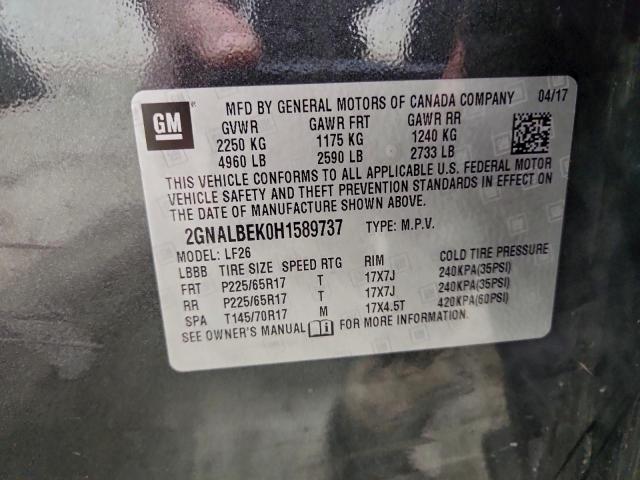 GM
MFD BY GENERAL MOTORS OF CANADA COMPANY 04/17
GVWR GAWR FRT GAWR RR
2250 KG 1175 KG 1240 KG
4960 LB 2590 LB 2733 LB
THIS VEHICLE CONFORMS TO ALL APPLICABLE U.S. FEDERAL MOTOR
VEHICLE SAFETY AND THEFT PREVENTION STANDARDS IN EFFECT ON
THE DATE OF MANUFACTURE SHOWN ABOVE.
2GNALBEK0H1589737 TYPE: M.P.V.
MODEL: LF26
LBBB TIRE SIZE SPEED RTG RIM COLD TIRE PRESSURE
FRT P225/65R17 T 17X7J 240KPA(35PSI)
RR P225/65R17 T 17X7J 240KPA(35PSI)
SPA T145/70R17 M 17X4.5T 420KPA(60PSI)
SEE OWNER'S MANUAL FOR MORE INFORMATION.